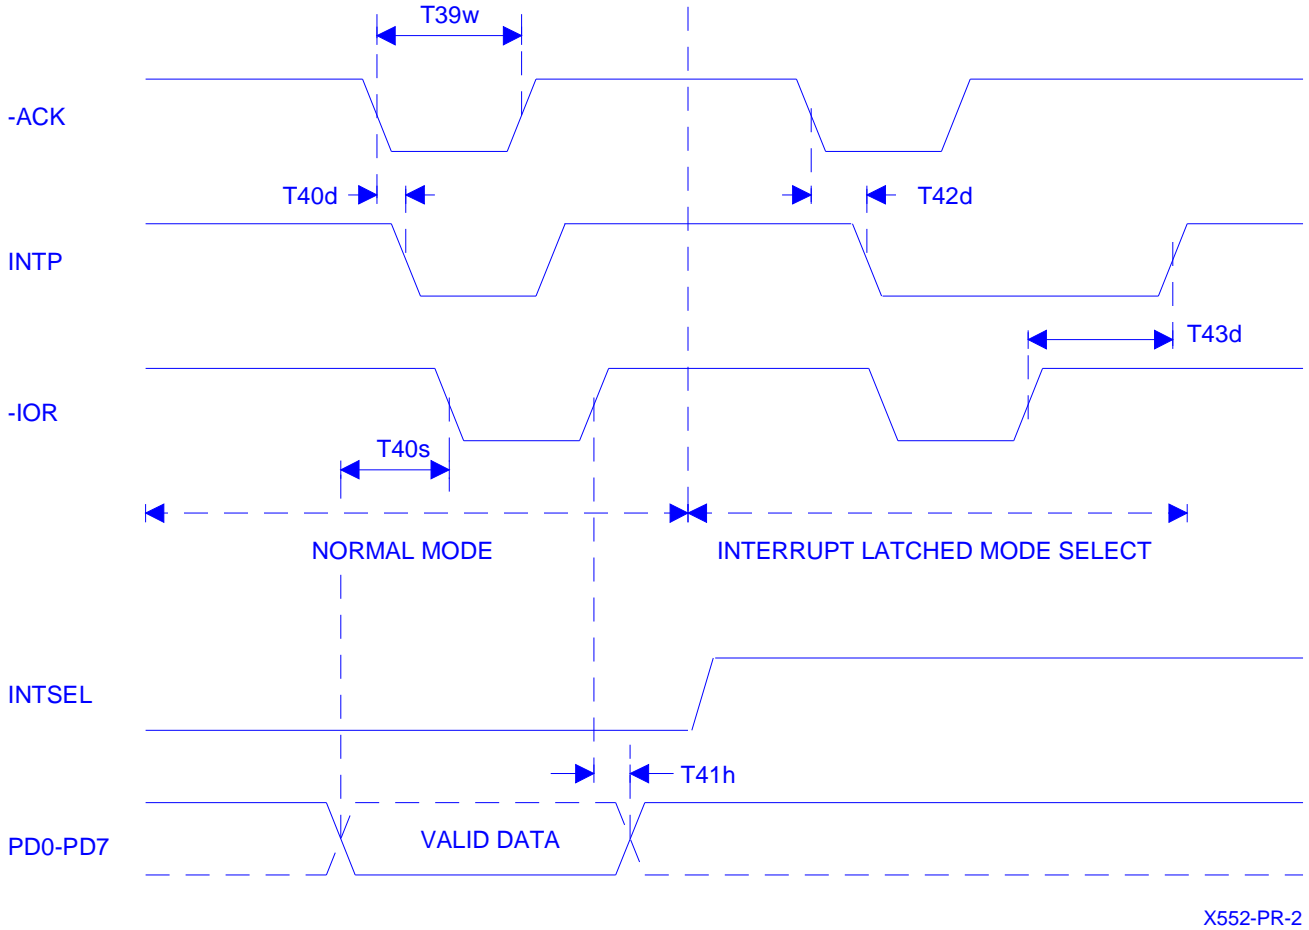 T39w
-ACK
T40d
T42d
INTP
T43d
-IOR
T40s
NORMAL MODE
INTERRUPT LATCHED MODE SELECT
INTSEL
T41h
PD0-PD7
VALID DATA
X552-PR-2